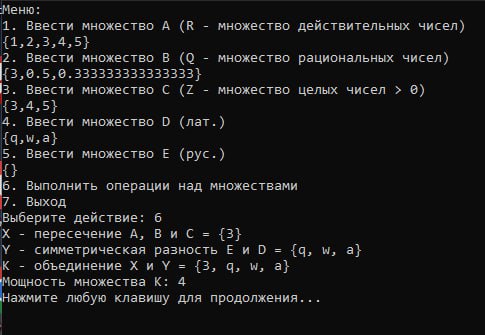 Меню:
1. Ввести множество A (R - множество действительных чисел)
{1,2,3,4,5}
2. Ввести множество B (Q - множество рациональных чисел)
{3,0.5,0.333333333333333}
3. Ввести множество C (Z - множество целых чисел > 0)
{3,4,5}
4. Ввести множество D (лат.)
{q,w,a}
5. Ввести множество E (рус.)
{}
6. Выполнить операции над множествами
7. Выход
Выберите действие: 6
X - пересечение A, B и C = {3}
Y - симметрическая разность E и D = {q, w, a}
K - объединение X и Y = {3, q, w, a}
Мощность множества K: 4
Нажмите любую клавишу для продолжения...